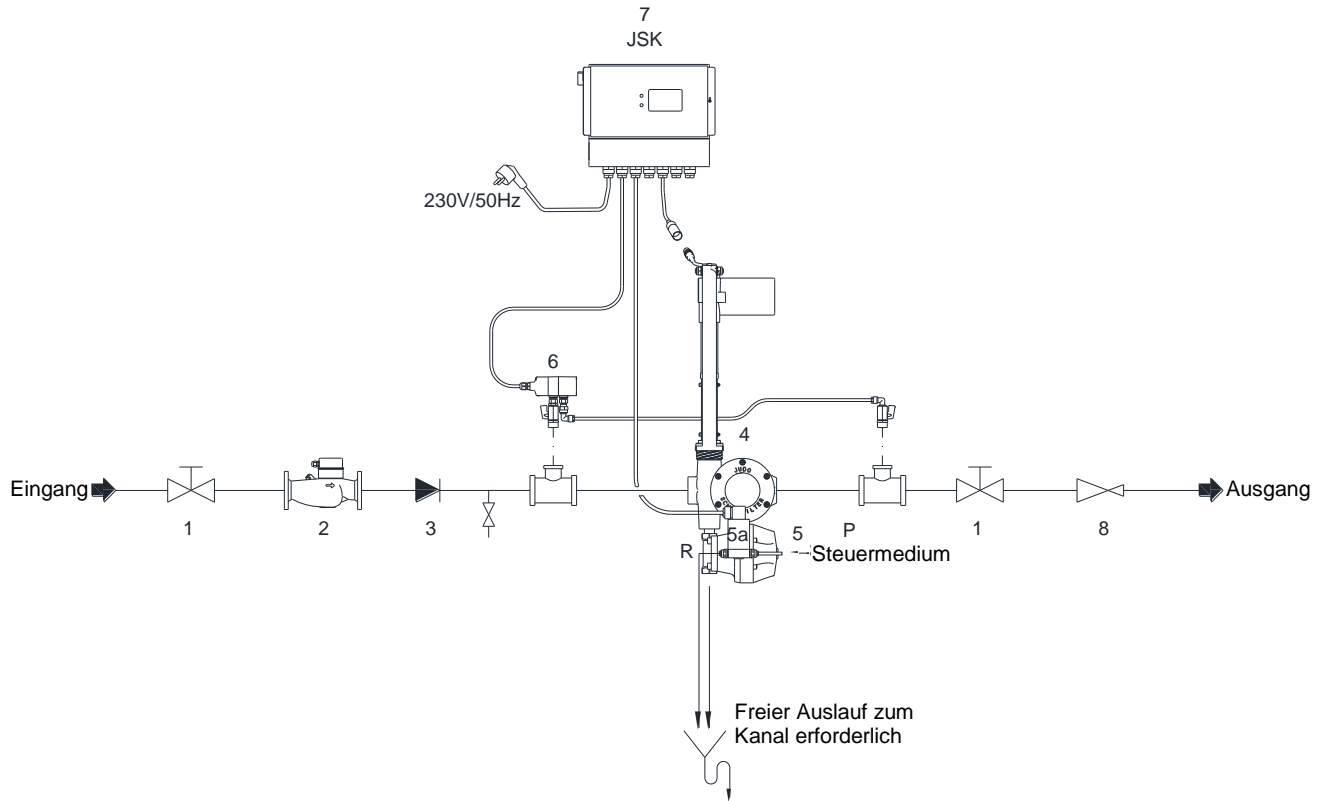 7
JSK
230V/50Hz
6
4
JUDO
Eingang
Ausgang
1
2
3
5a
5
P
1
8
R
Steuermedium
Freier Auslauf zum
Kanal erforderlich